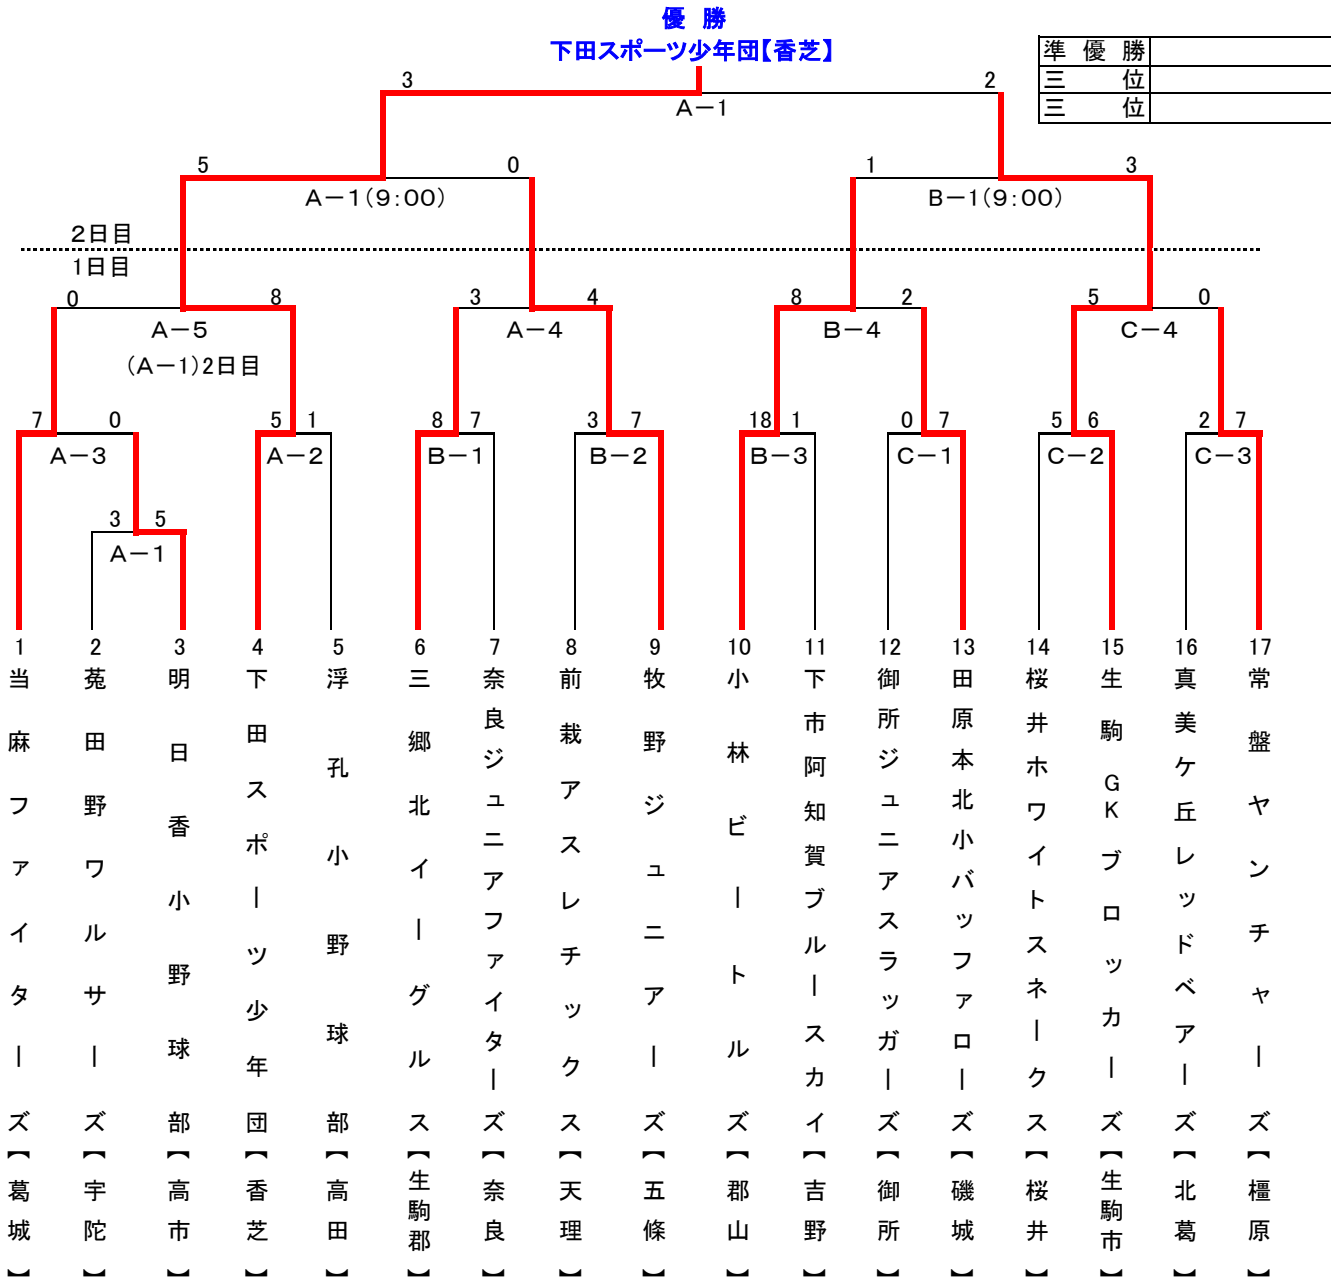 優 勝
下田スポーツ少年団【香芝】
準 優 勝
三 位
三 位
3 2
A－1
5 0 1 3
A－1(9:00) B－1(9:00)
2日目
1日目
0 8 3 4 8 2 5 0
A－5 A－4 B－4 C－4
(A－1)2日目
7 0 5 1 8 7 3 7 18 1 0 7 5 6 2 7
A－3 A－2 B－1 B－2 B－3 C－1 C－2 C－3
3 5
A－1
1 2 3 4 5 6 7 8 9 10 11 12 13 14 15 16 17
当麻ファイターズ【葛城】
菟田野ワルサーズ【宇陀】
明日香小野球部【高市】
下田スポーツ少年団【香芝】
浮孔小野球部【高田】
三郷北イーグルス【生駒郡】
奈良ジュニアファイターズ【奈良】
前栽アスレチックス【天理】
牧野ジュニアーズ【五條】
小林ビートルズ【郡山】
下市阿知賀ブルースカイ【吉野】
御所ジュニアスラッガーズ【御所】
田原本北小バッファローズ【磯城】
桜井ホワイトスネークス【桜井】
生駒GKブロッカーズ【生駒市】
真美ケ丘レッドベアーズ【北葛】
常盤ヤンチャーズ【橿原】